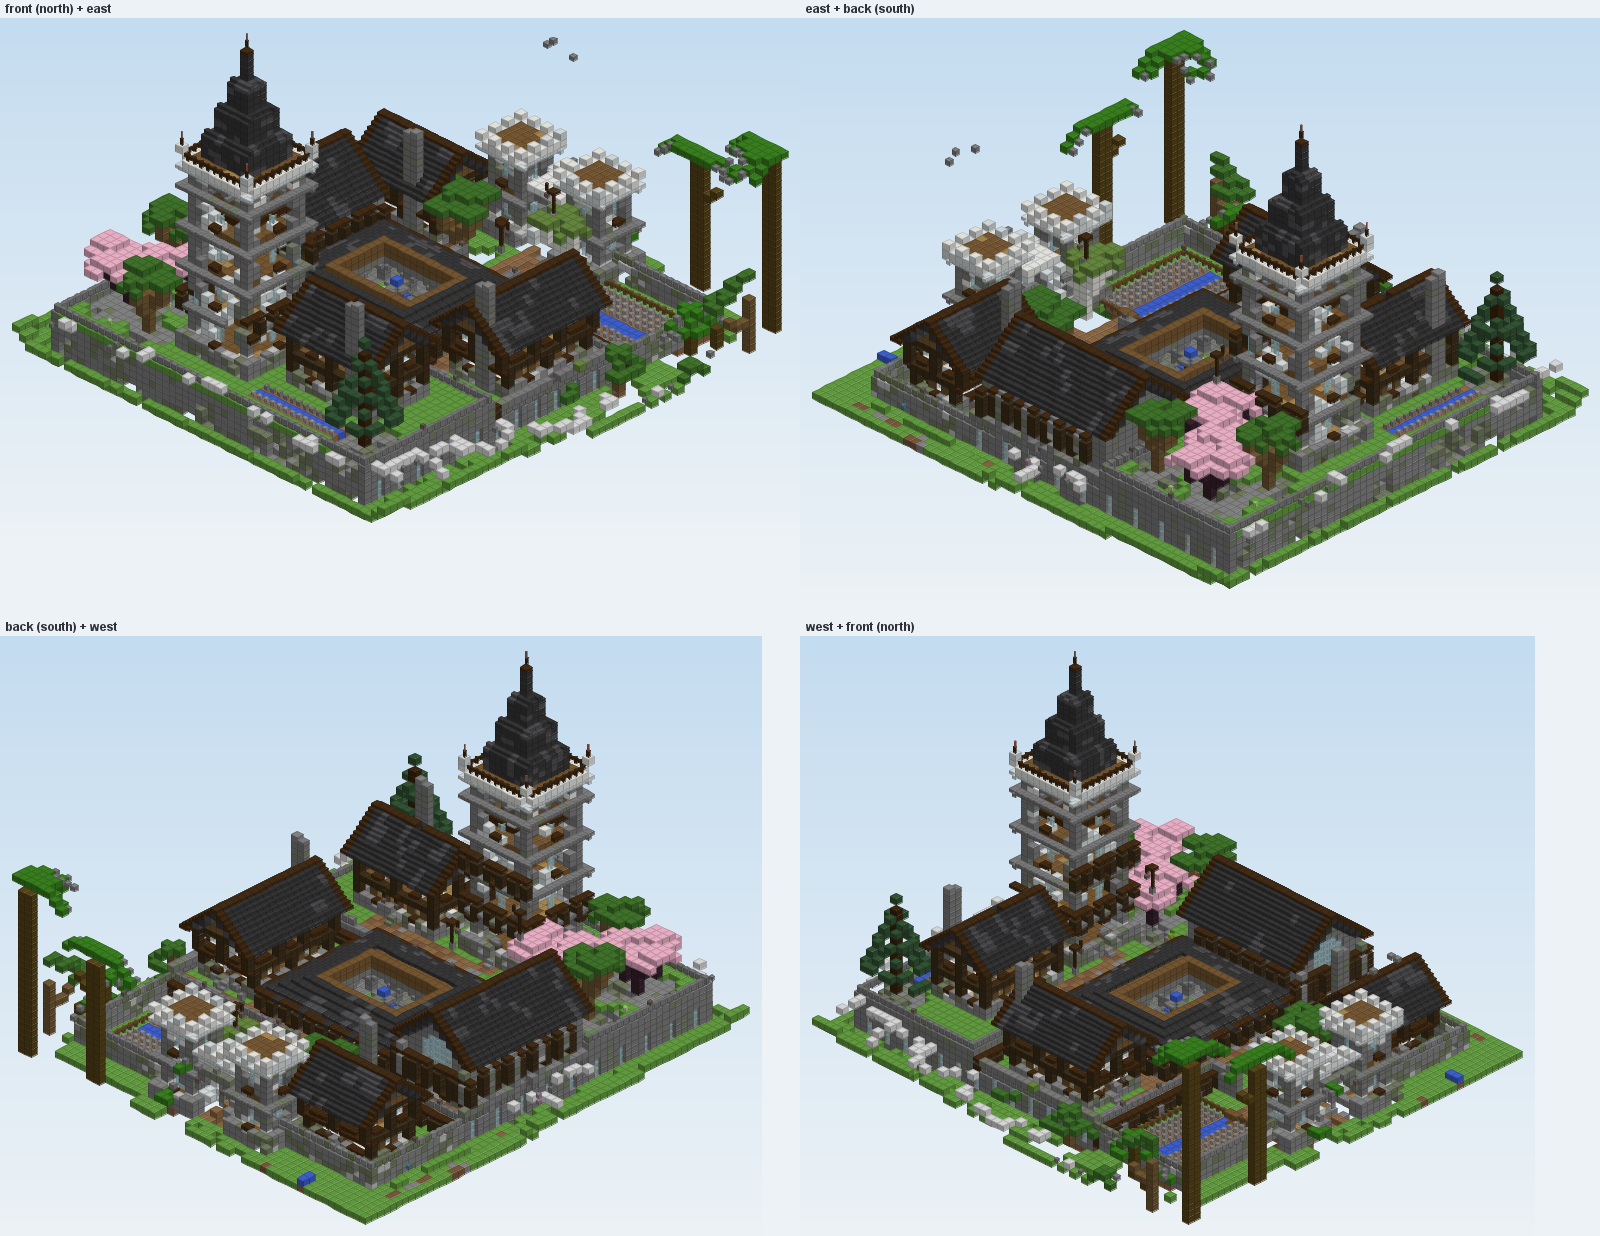 front (north) + east
east + back (south)
back (south) + west
west + front (north)